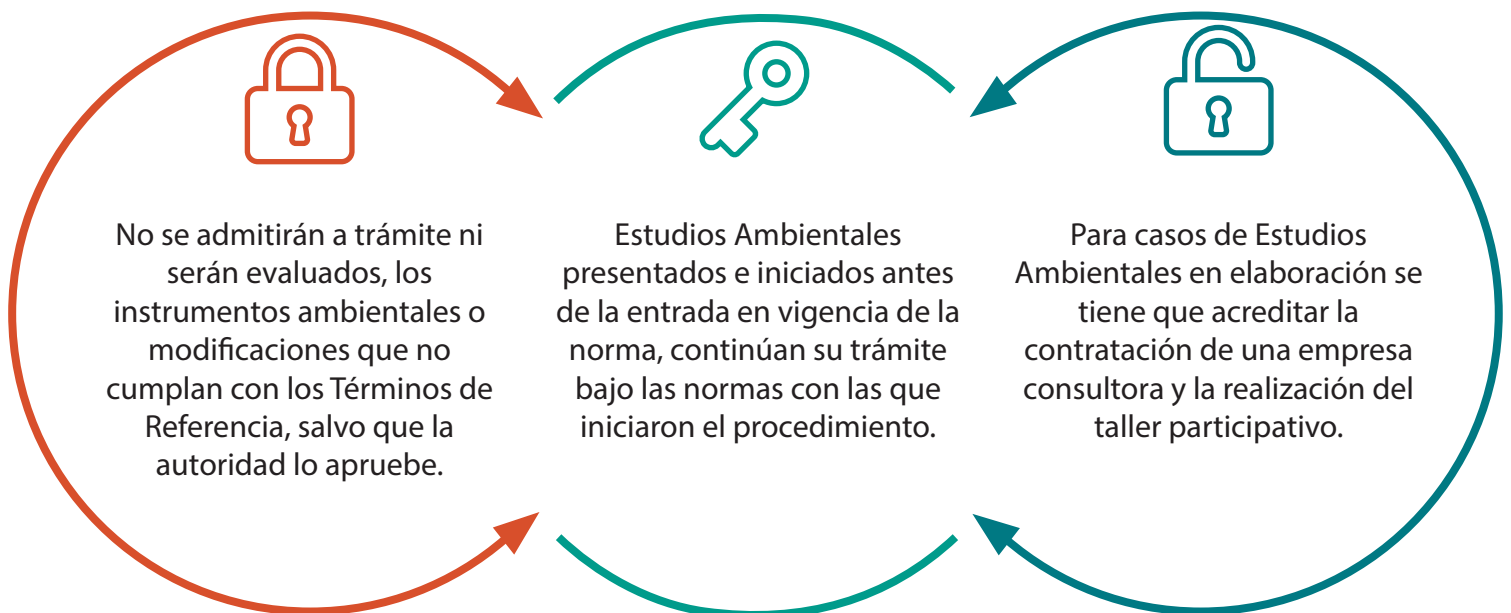 No se admitirán a trámite ni
serán evaluados, los
instrumentos ambientales o
modificaciones que no
cumplan con los Términos de
Referencia, salvo que la
autoridad lo apruebe.
Estudios Ambientales
presentados e iniciados antes
de la entrada en vigencia de la
norma, continúan su trámite
bajo las normas con las que
iniciaron el procedimiento.
Para casos de Estudios
Ambientales en elaboración se
tiene que acreditar la
contratación de una empresa
consultora y la realización del
taller participativo.